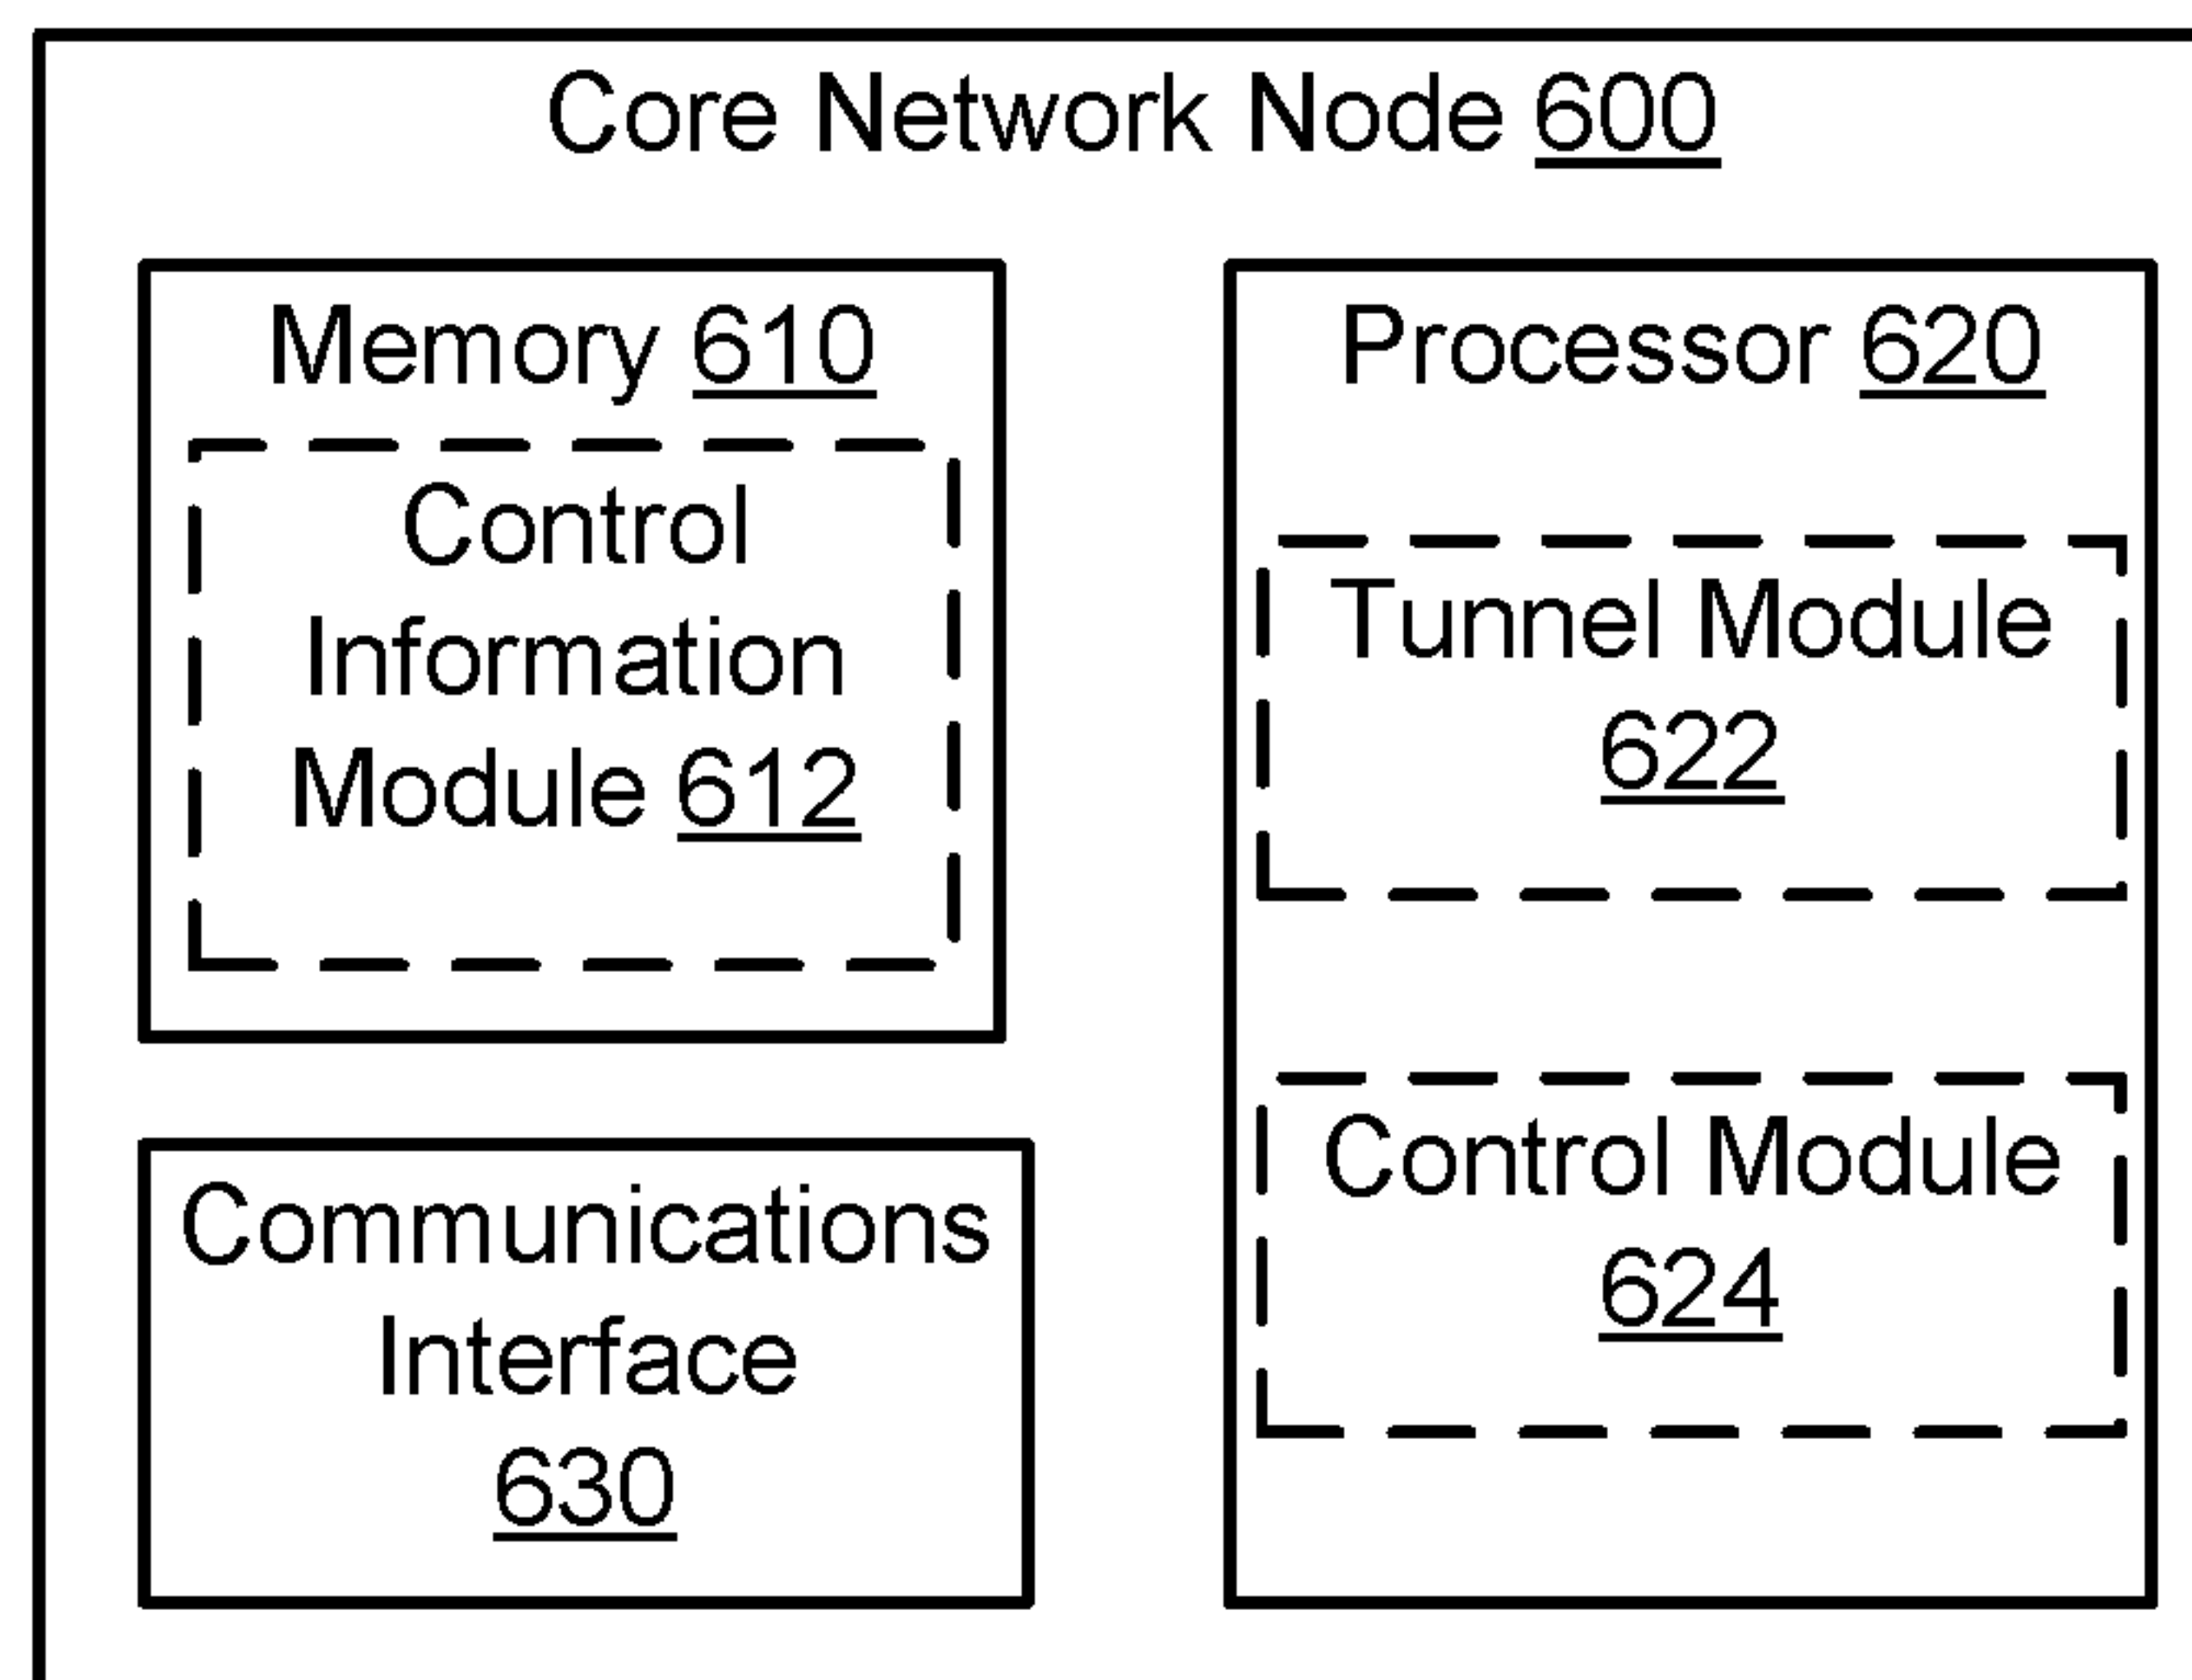 Core Network Node 600
Memory 610
Control
Information
Module 612
Communications
Interface
630
Processor 620
Tunnel Module
622
Control Module
624